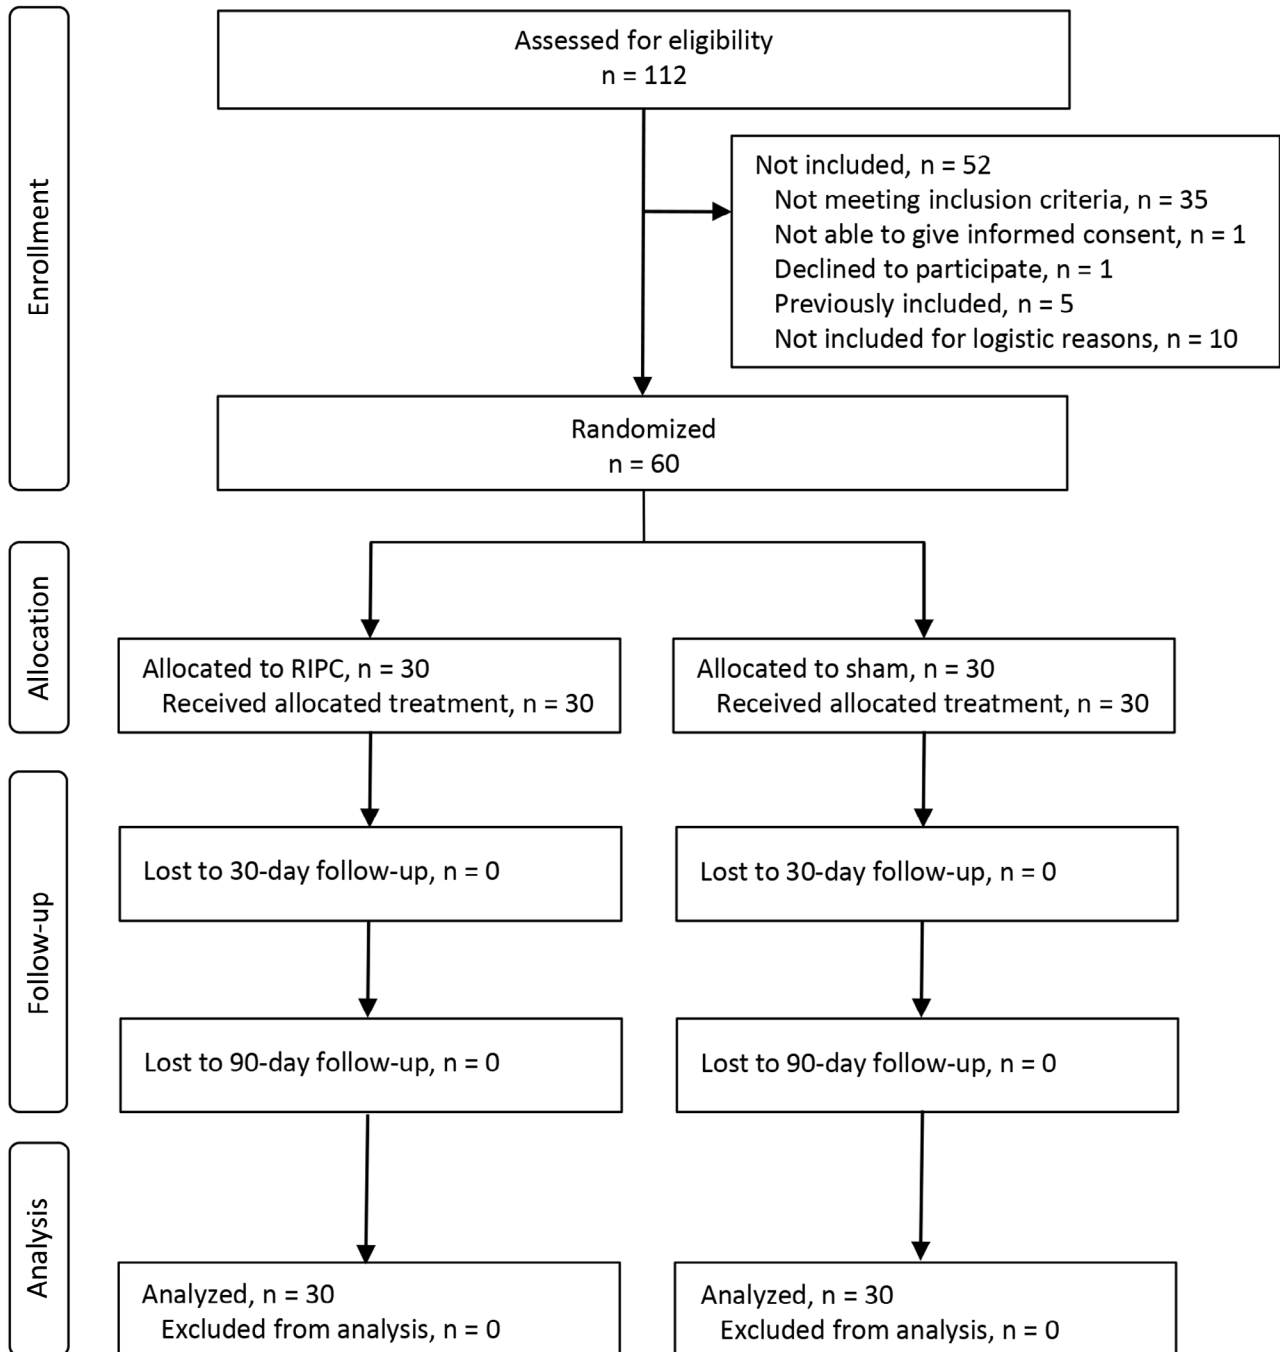 Enrollment
Assessed for eligibility
n = 112
Not included, n = 52
Not meeting inclusion criteria, n = 35
Not able to give informed consent, n = 1
Declined to participate, n = 1
Previously included, n = 5
Not included for logistic reasons, n = 10
Randomized
n = 60
Allocation
Allocated to RIPC, n = 30
Received allocated treatment, n = 30
Allocated to sham, n = 30
Received allocated treatment, n = 30
Follow-up
Lost to 30-day follow-up, n = 0
Lost to 30-day follow-up, n = 0
Lost to 90-day follow-up, n = 0
Lost to 90-day follow-up, n = 0
Analysis
Analyzed, n = 30
Excluded from analysis, n = 0
Analyzed, n = 30
Excluded from analysis, n = 0